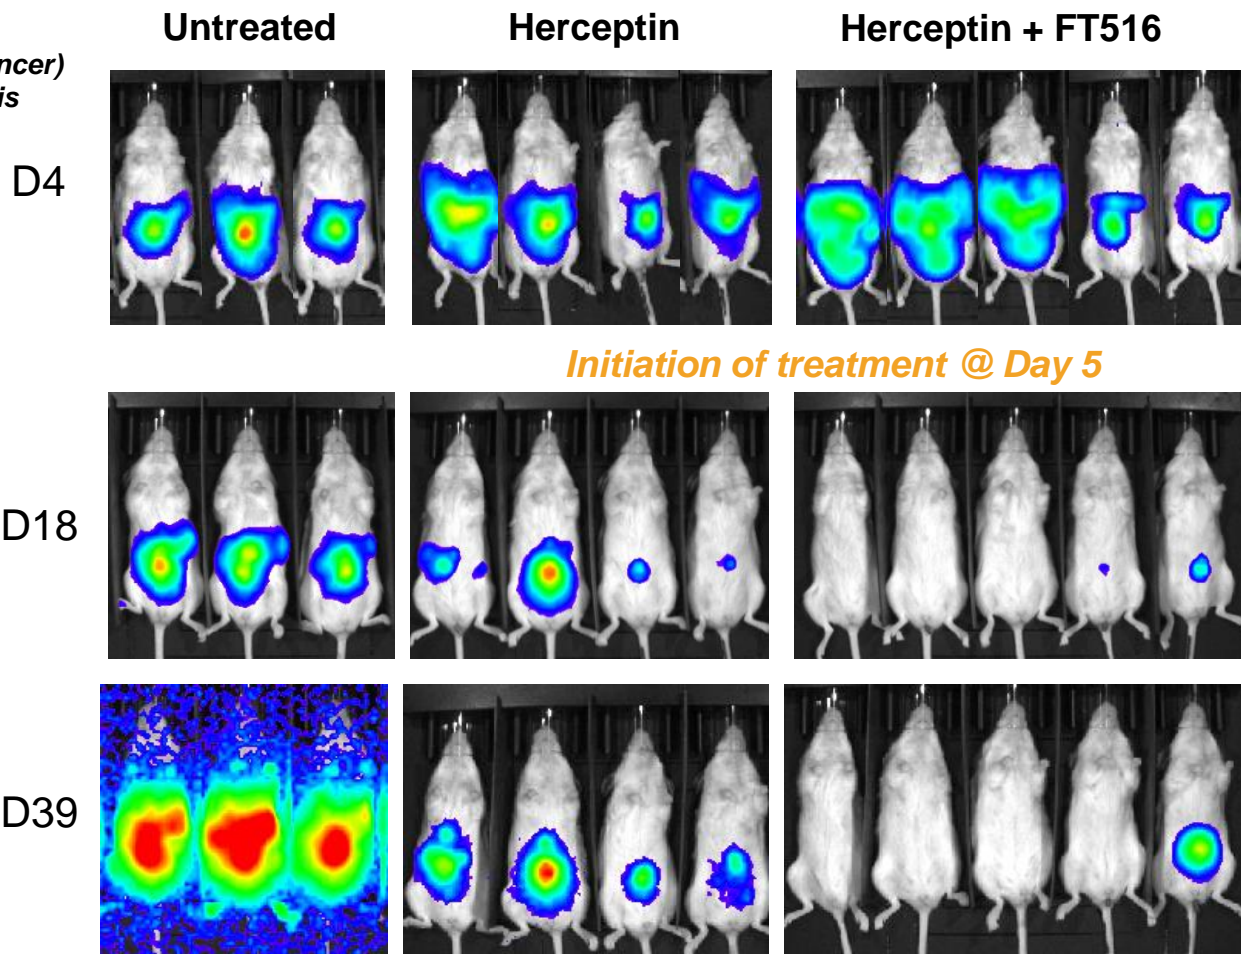 Untreated Herceptin Herceptin + FT516
ncer)
is
D4
Initiation of treatment @ Day 5
D18
D39